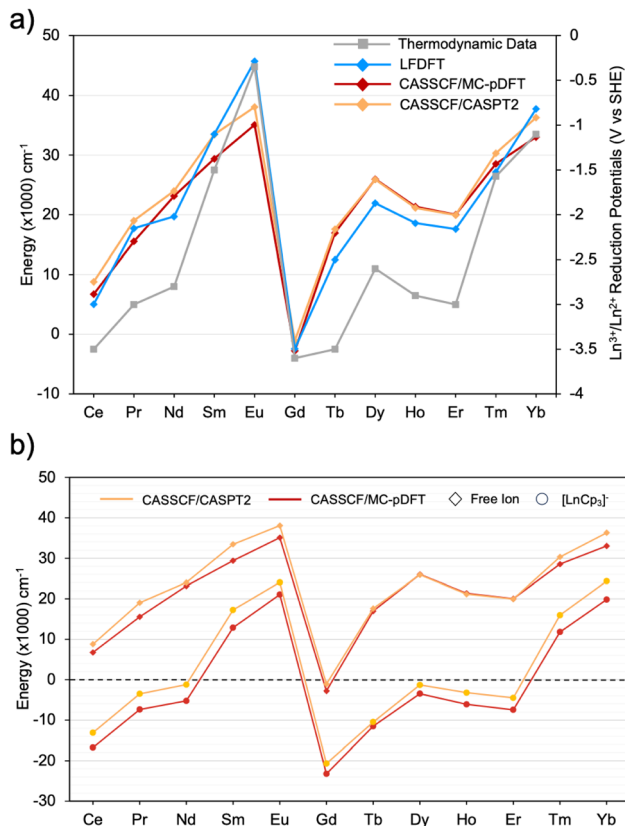 a)
Thermodynamic Data
LFDFT
CASSCF/MC-pDFT
CASSCF/CASPT2
Energy (x1000) cm⁻¹
50
40
30
20
10
0
-10
0
-0.5
-1
-1.5
-2
-2.5
-3
-3.5
-4
Ln³⁺/Ln²⁺ Reduction Potentials (V vs SHE)
Ce Pr Nd Sm Eu Gd Tb Dy Ho Er Tm Yb
b)
CASSCF/CASPT2 CASSCF/MC-pDFT Free Ion [LnCp₃]⁻
Energy (x1000) cm⁻¹
50
40
30
20
10
0
-10
-20
-30
Ce Pr Nd Sm Eu Gd Tb Dy Ho Er Tm Yb